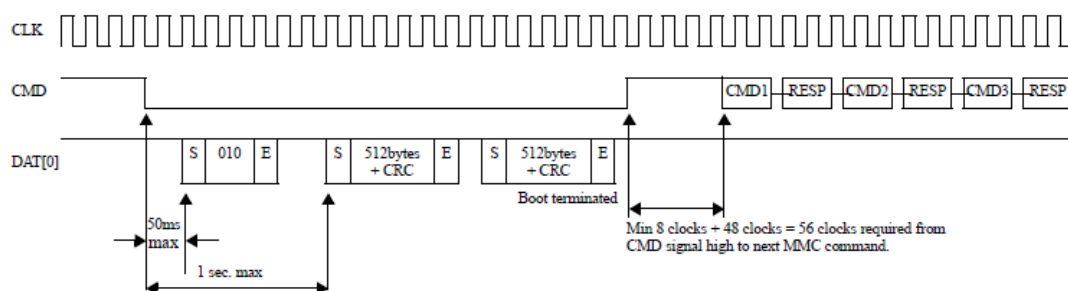 CLK
CMD
CMD1 RESP CMD2 RESP CMD3 RESP
DAT[0]
S 010 E S 512bytes + CRC E S 512bytes + CRC E
Boot terminated
50ms
max
Min 8 clocks + 48 clocks = 56 clocks required from
CMD signal high to next MMC command.
1 sec. max